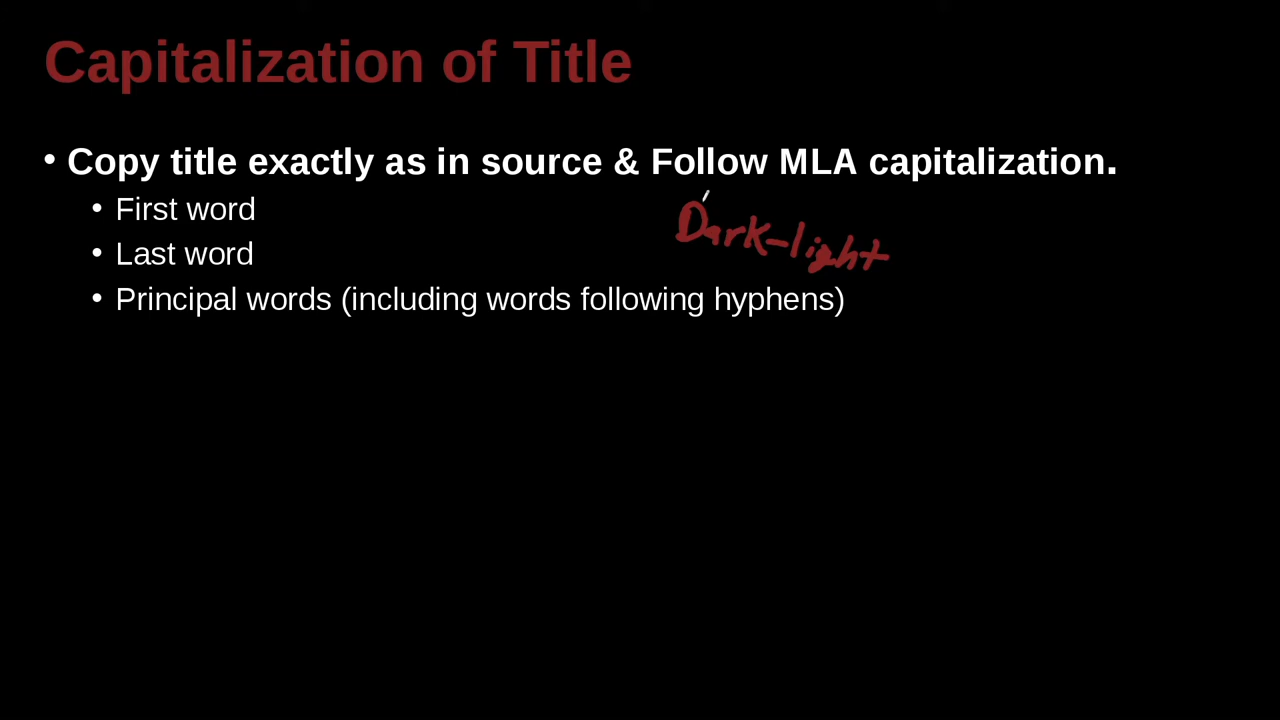 Capitalization of Title
• Copy title exactly as in source & Follow MLA capitalization.
• First word
Dark-light
• Last word
• Principal words (including words following hyphens)